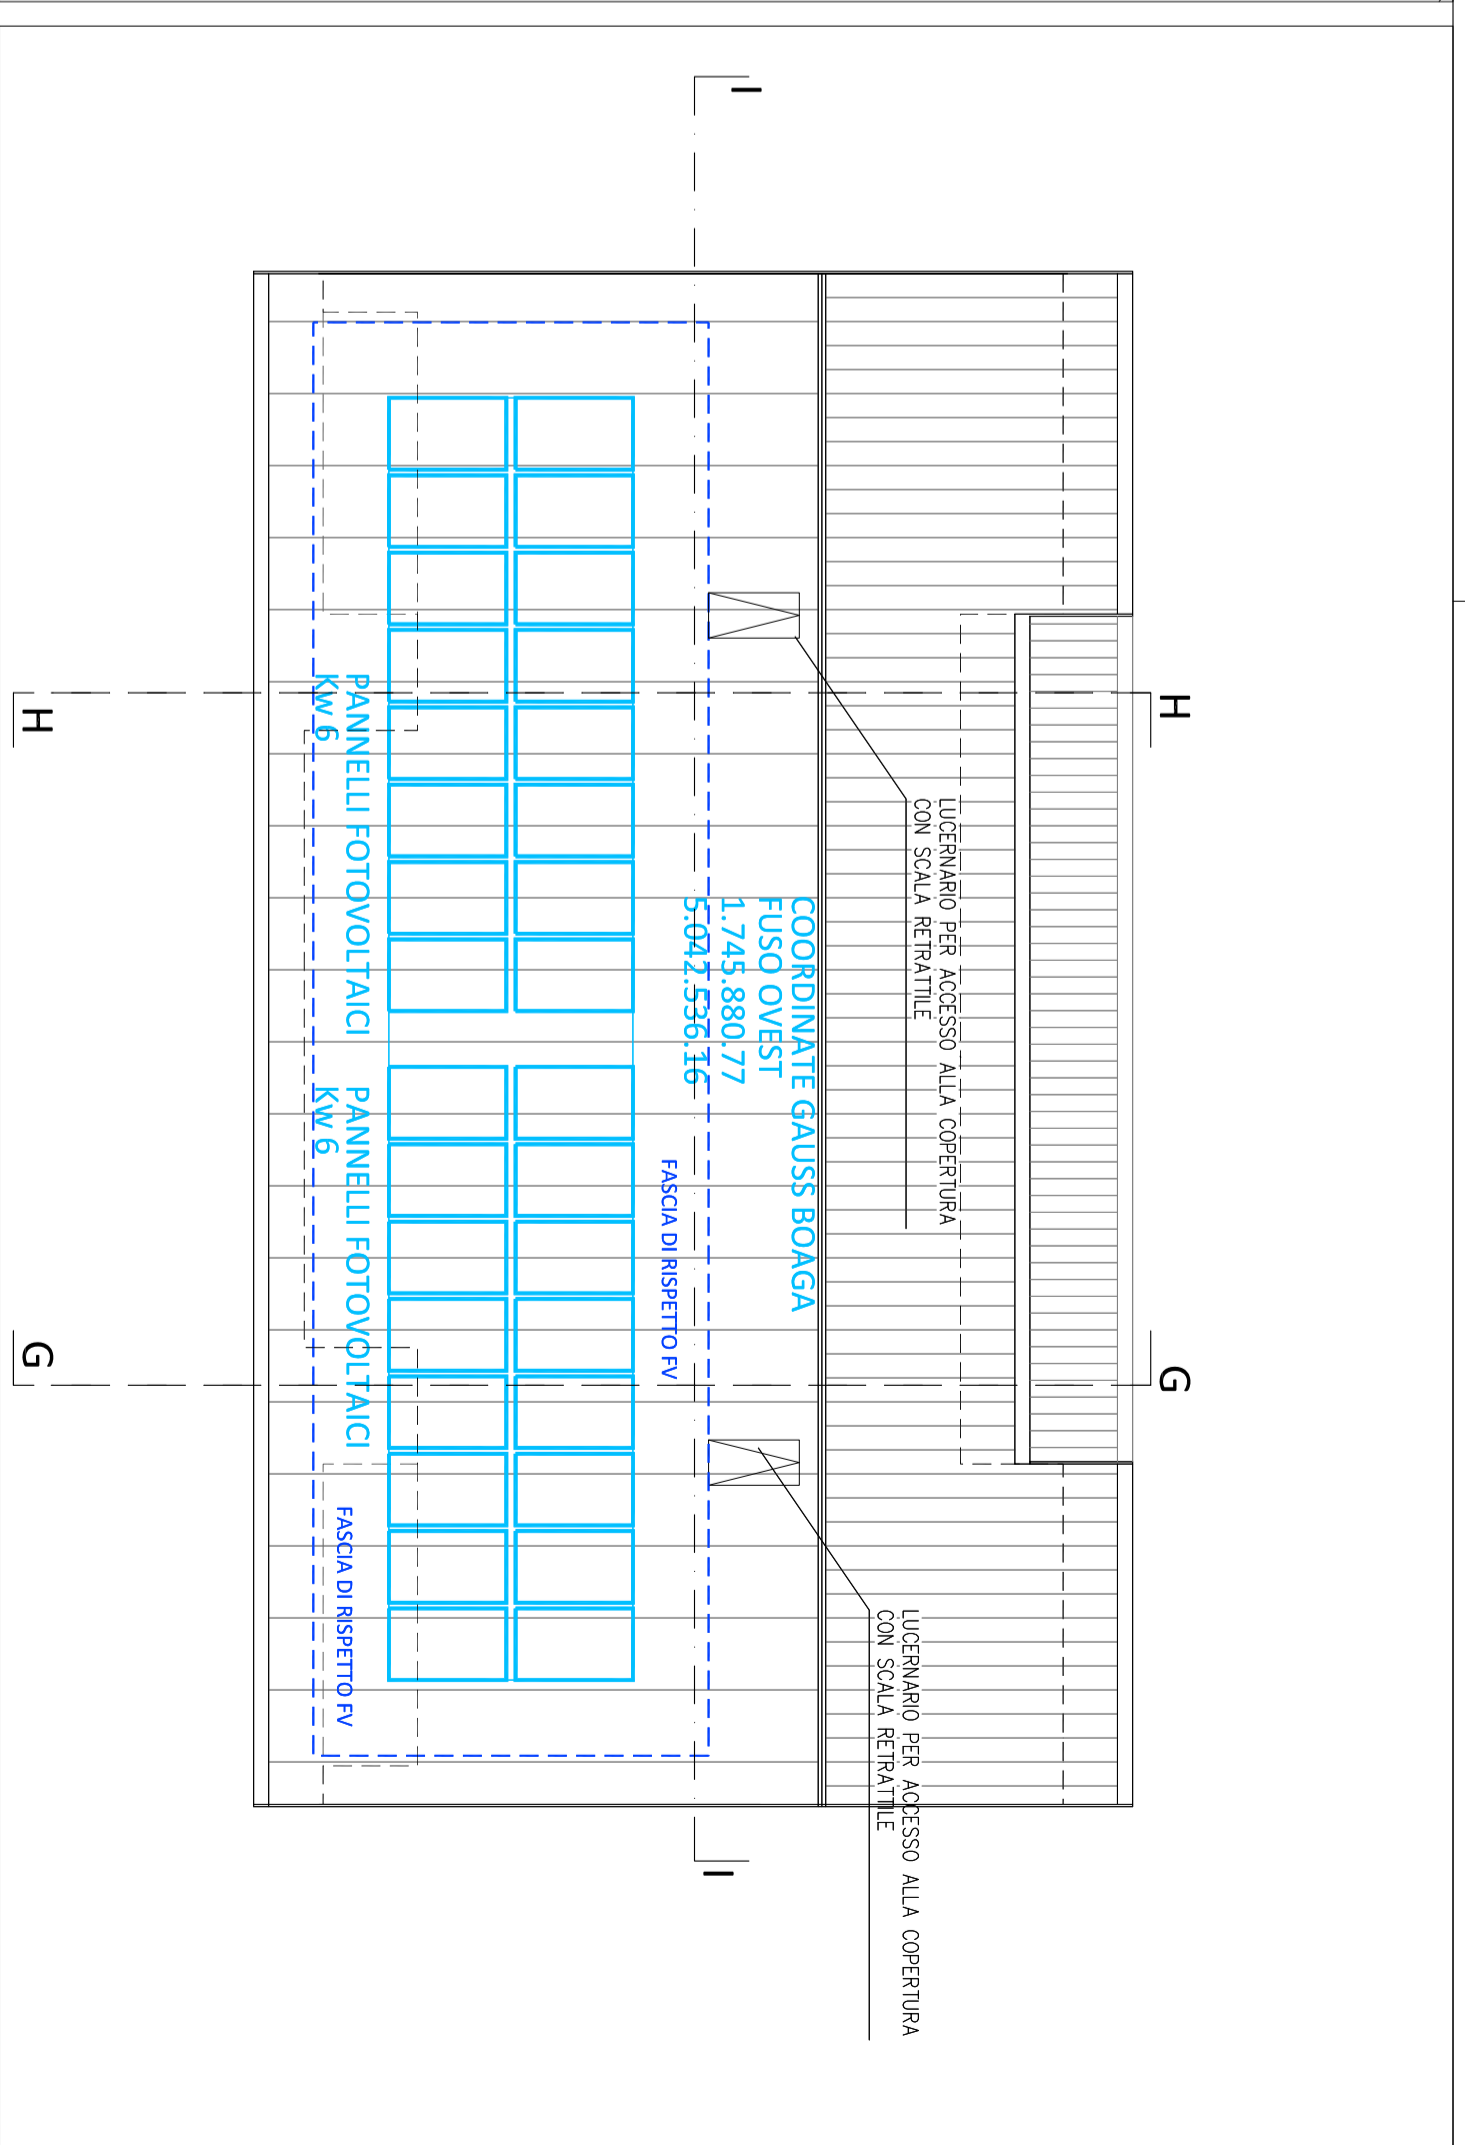 I
H
H
LUCERNARIO PER ACCESSO ALLA COPERTURA
CON SCALA RETRATTILE
COORDINATE GAUSS BOAGA
FUSO OVEST
1.745.880.77
5.042.536.16
PANNELLI FOTOVOLTAICI
Kw 6
PANNELLI FOTOVOLTAICI
Kw 6
FASCIA DI RISPETTO FV
G
G
LUCERNARIO PER ACCESSO ALLA COPERTURA
CON SCALA RETRATTILE
FASCIA DI RISPETTO FV
I